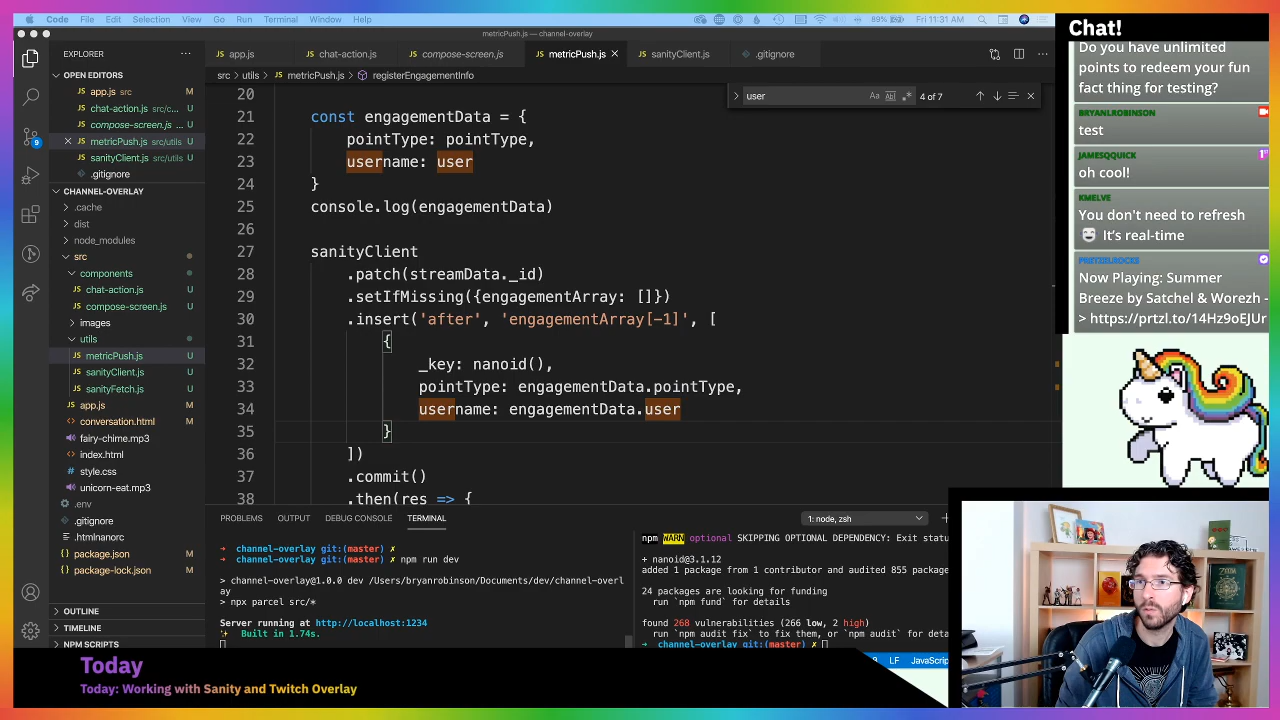 Code File Edit Selection View Go Run Terminal Window Help
89% Fri 11:31 AM
metricPush.js — channel-overlay
EXPLORER
OPEN EDITORS
app.js M
chat-action.js src/c... U
compose-screen.js ... U
metricPush.js src/utils U
sanityClient.js src/utils U
.gitignore
CHANNEL-OVERLAY
.cache
dist
node_modules
src
components
chat-action.js U
compose-screen.js U
images
utils
metricPush.js U
sanityClient.js U
sanityFetch.js U
app.js M
conversation.html U
fairy-chime.mp3
index.html
style.css
unicorn-eat.mp3
.env
.gitignore
.htmlnanorc
package.json M
package-lock.json M
OUTLINE
TIMELINE
NPM SCRIPTS
9
app.js chat-action.js compose-screen.js metricPush.js sanityClient.js .gitignore
src utils metricPush.js registerEngagementInfo
user Aa Abl 4 of 7
20
21 const engagementData = {
22 pointType: pointType,
23 username: user
24 }
25 console.log(engagementData)
26
27 sanityClient
28 .patch(streamData._id)
29 .setIfMissing({engagementArray: []})
30 .insert('after', 'engagementArray[-1]', [
31 {
32 _key: nanoid(),
33 pointType: engagementData.pointType,
34 username: engagementData.user
35 }
36 ])
37 .commit()
38 .then(res => {
PROBLEMS OUTPUT DEBUG CONSOLE TERMINAL
1: node, zsh
➜ channel-overlay git:(master) ✗
➜ channel-overlay git:(master) ✗ npm run dev
> channel-overlay@1.0.0 dev /Users/bryanrobinson/Documents/dev/channel-overl
ay
> npx parcel src/*
Server running at http://localhost:1234
✨ Built in 1.74s.
npm WARN optional SKIPPING OPTIONAL DEPENDENCY: Exit statu
+ nanoid@3.1.12
added 1 package from 1 contributor and audited 855 package
24 packages are looking for funding
run `npm fund` for details
found 268 vulnerabilities (266 low, 2 high)
run `npm audit fix` to fix them, or `npm audit` for deta
➜ channel-overlay git:(master) ✗
LF JavaScrip
Chat!
Do you have unlimited
points to redeem your fun
fact thing for testing?
BRYANLROBINSON
test
JAMESQQUICK
oh cool!
KMELVE
You don't need to refresh
It's real-time
PRETZELROCKS
Now Playing: Summer
Breeze by Satchel & Worezh -
> https://prtzl.to/14Hz9oEJUr
Today
Today: Working with Sanity and Twitch Overlay